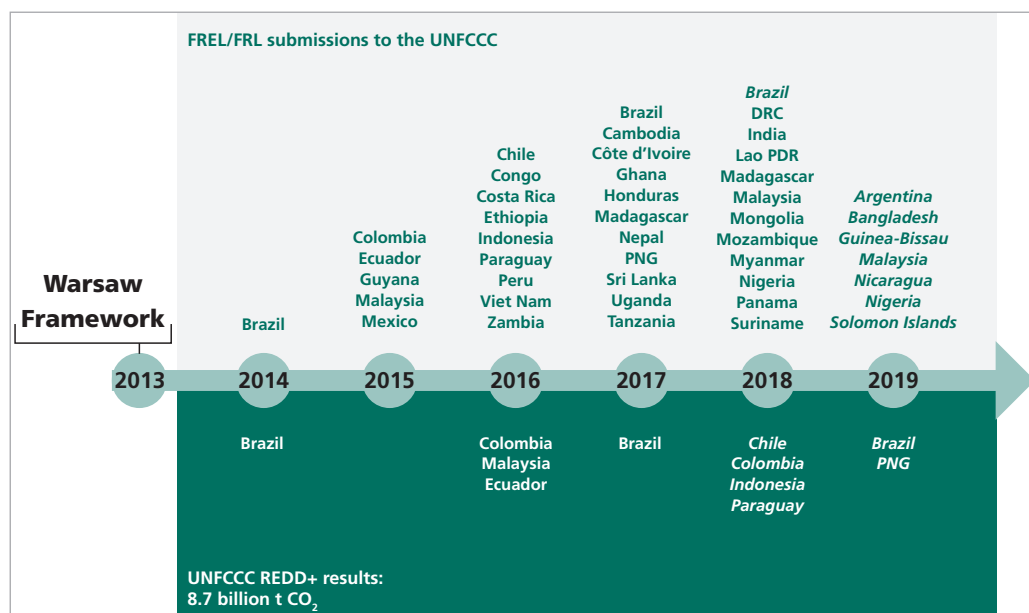 FREL/FRL submissions to the UNFCCC
Warsaw
Framework
Brazil
Colombia
Ecuador
Guyana
Malaysia
Mexico
Chile
Congo
Costa Rica
Ethiopia
Indonesia
Paraguay
Peru
Viet Nam
Zambia
Brazil
Cambodia
Côte d'Ivoire
Ghana
Honduras
Madagascar
Nepal
PNG
Sri Lanka
Uganda
Tanzania
Brazil
DRC
India
Lao PDR
Madagascar
Malaysia
Mongolia
Mozambique
Myanmar
Nigeria
Panama
Suriname
Argentina
Bangladesh
Guinea-Bissau
Malaysia
Nicaragua
Nigeria
Solomon Islands
2013 2014 2015 2016 2017 2018 2019
Brazil
Colombia
Malaysia
Ecuador
Brazil
Chile
Colombia
Indonesia
Paraguay
Brazil
PNG
UNFCCC REDD+ results:
8.7 billion t CO₂